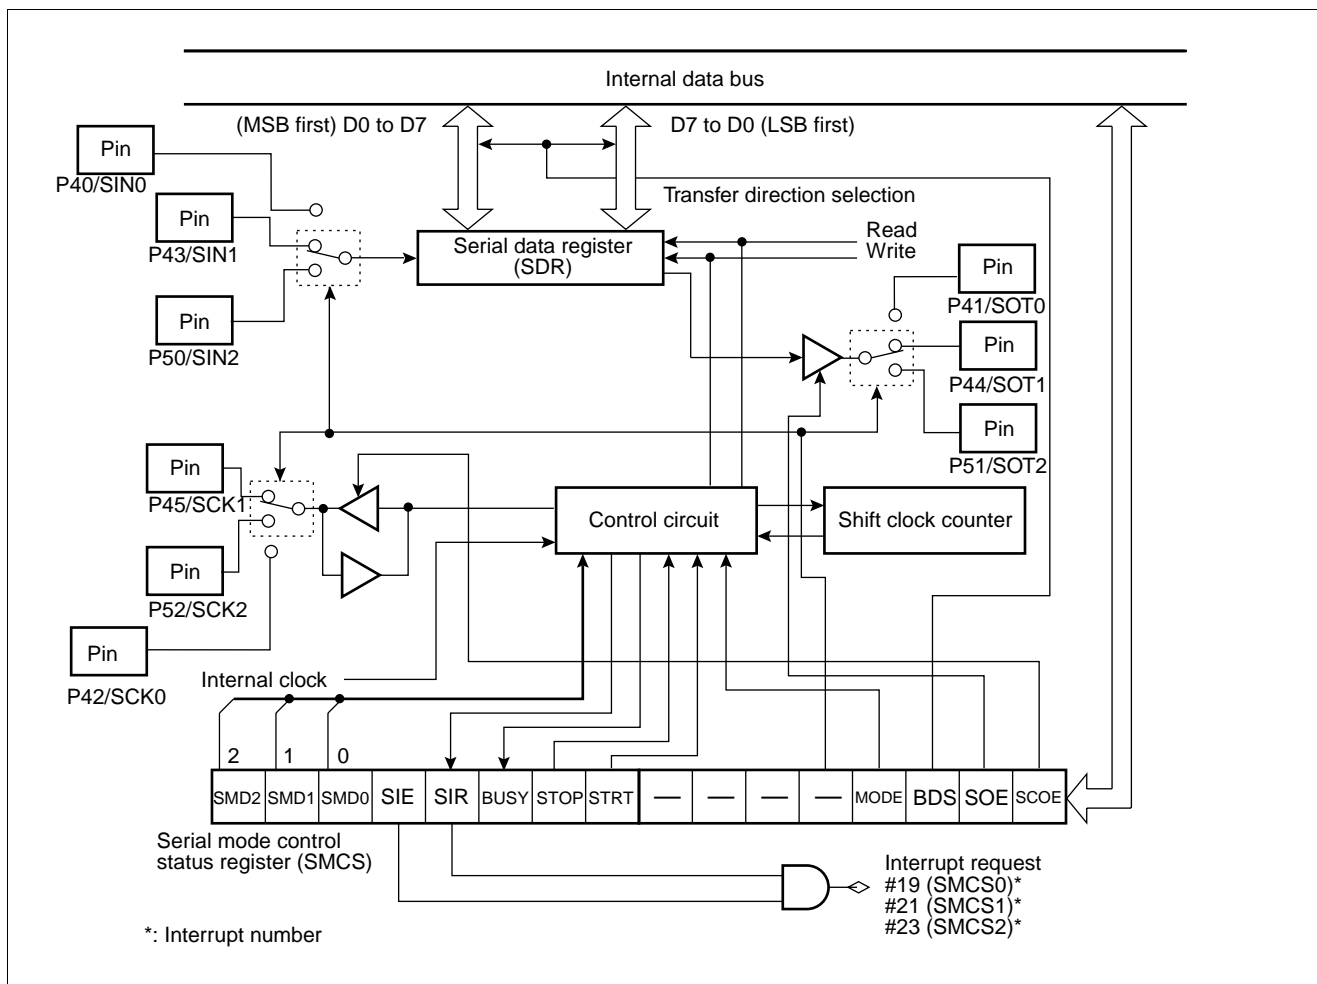 Internal data bus
(MSB first) D0 to D7
D7 to D0 (LSB first)
Pin
P40/SIN0
Transfer direction selection
Pin
P43/SIN1
Serial data register
(SDR)
Read
Write
Pin
P41/SOT0
Pin
P50/SIN2
Pin
P44/SOT1
Pin
P51/SOT2
Pin
P45/SCK1
Control circuit
Shift clock counter
Pin
P52/SCK2
Pin
P42/SCK0
Internal clock
2 1 0
SMD2 SMD1 SMD0 SIE SIR BUSY STOP STRT — — — — MODE BDS SOE SCOE
Serial mode control
status register (SMCS)
Interrupt request
#19 (SMCS0)*
#21 (SMCS1)*
#23 (SMCS2)*
*: Interrupt number